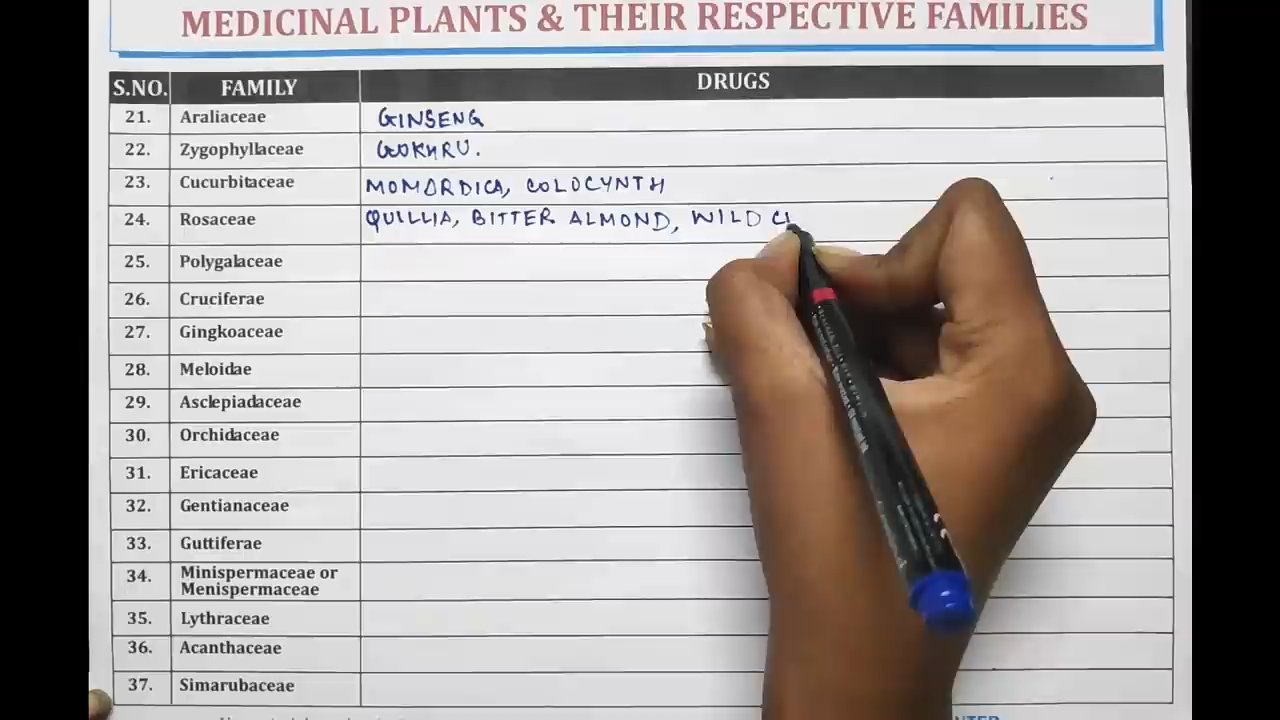 MEDICINAL PLANTS & THEIR RESPECTIVE FAMILIES
S.NO. FAMILY DRUGS
21. Araliaceae GINSENG
22. Zygophyllaceae GOKHRU.
23. Cucurbitaceae MOMORDICA, COLOCYNTH
24. Rosaceae QUILLIA, BITTER ALMOND, WILD
25. Polygalaceae
26. Cruciferae
27. Gingkoaceae
28. Meloidae
29. Asclepiadaceae
30. Orchidaceae
31. Ericaceae
32. Gentianaceae
33. Guttiferae
34. Minispermaceae or
Menispermaceae
35. Lythraceae
36. Acanthaceae
37. Simarubaceae